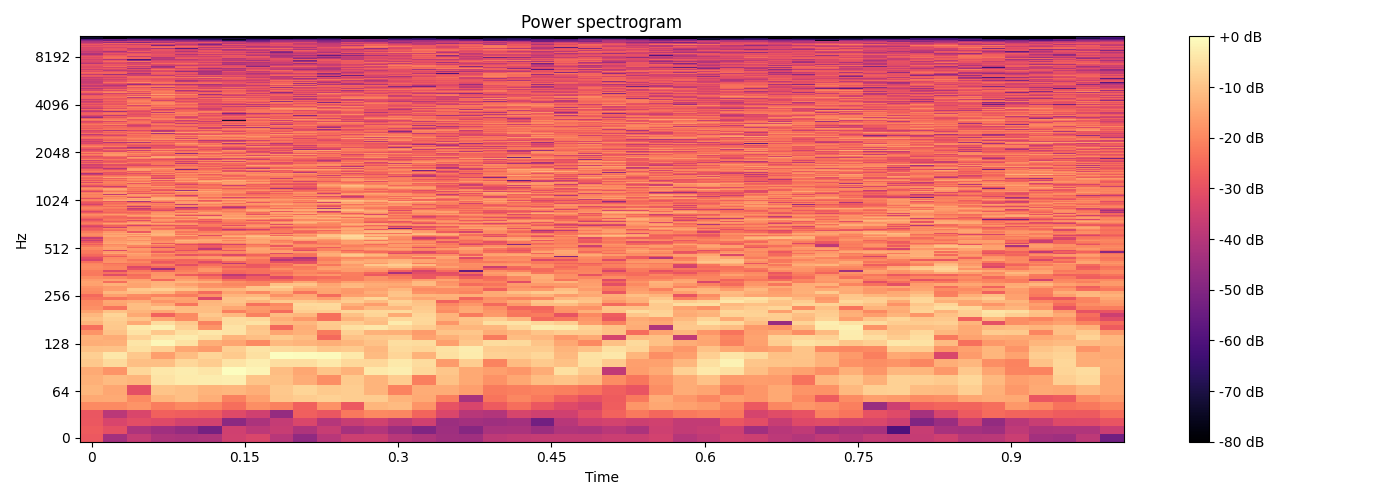 Power spectrogram
Hz
8192
4096
2048
1024
512
256
128
64
0
0 0.15 0.3 0.45 0.6 0.75 0.9
Time
+0 dB
-10 dB
-20 dB
-30 dB
-40 dB
-50 dB
-60 dB
-70 dB
-80 dB